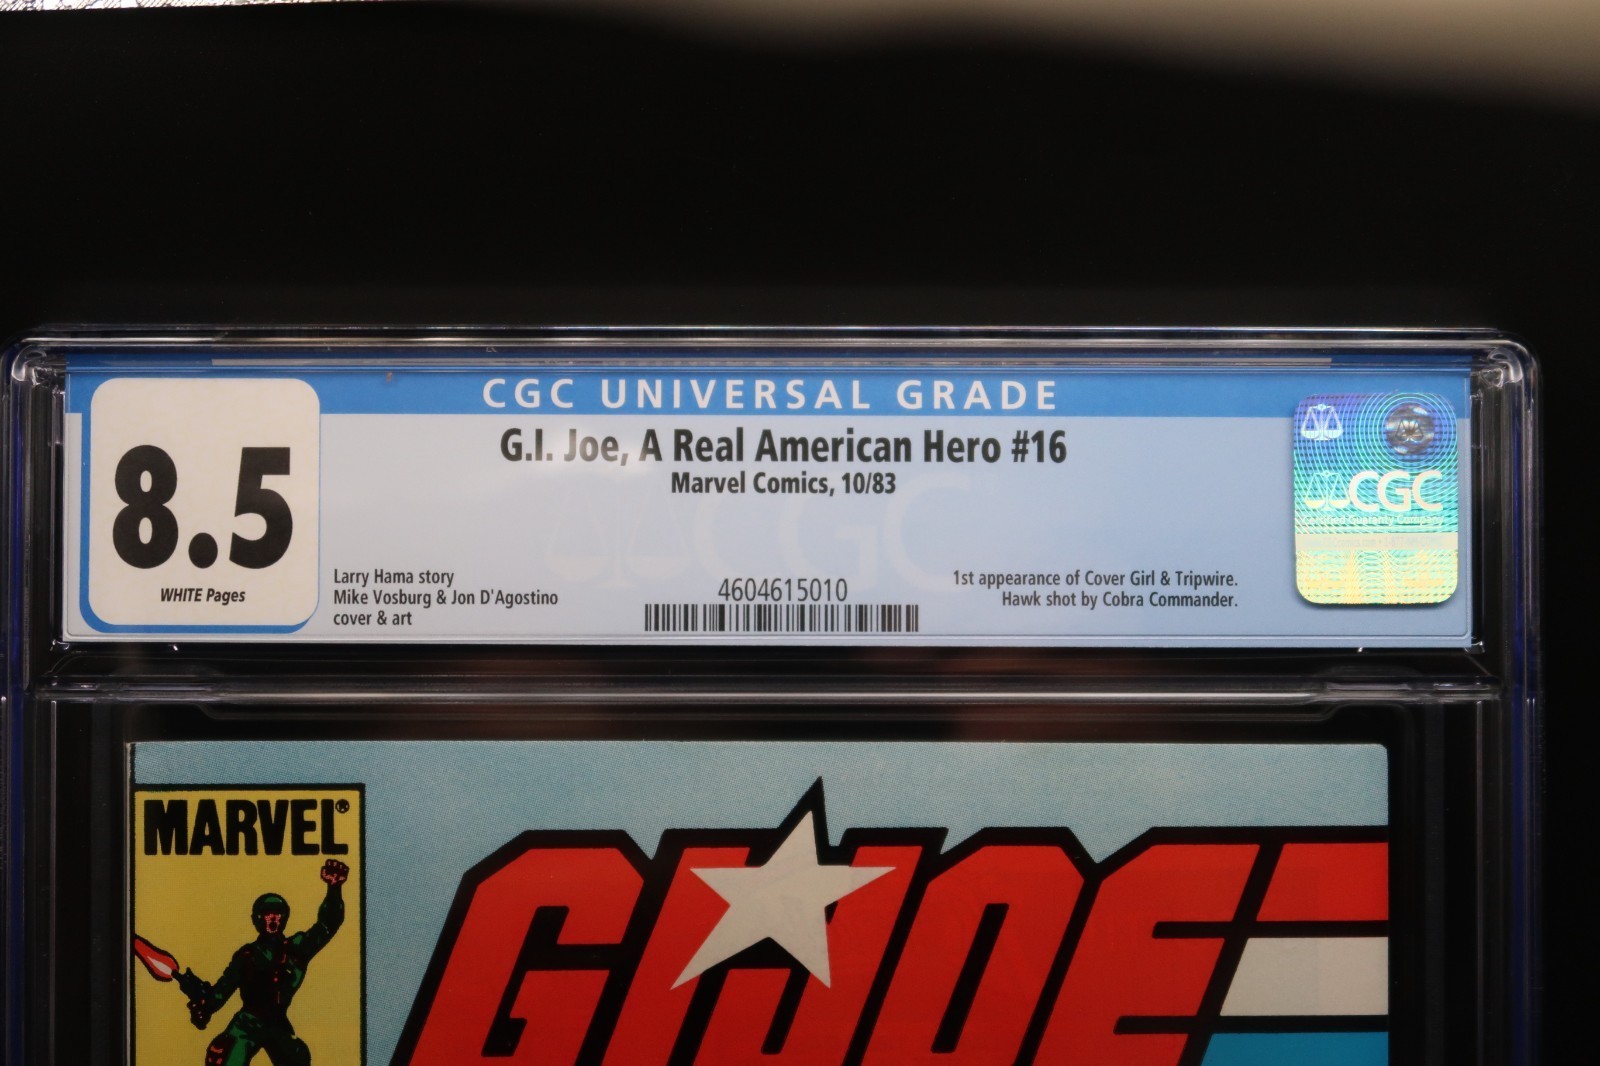 CGC UNIVERSAL GRADE
8.5
WHITE Pages
G.I. Joe, A Real American Hero #16
Marvel Comics, 10/83
Larry Hama story
Mike Vosburg & Jon D'Agostino
cover & art
4604615010
1st appearance of Cover Girl & Tripwire.
Hawk shot by Cobra Commander.
CGC
CGC
MARVEL®
G.I. JOE